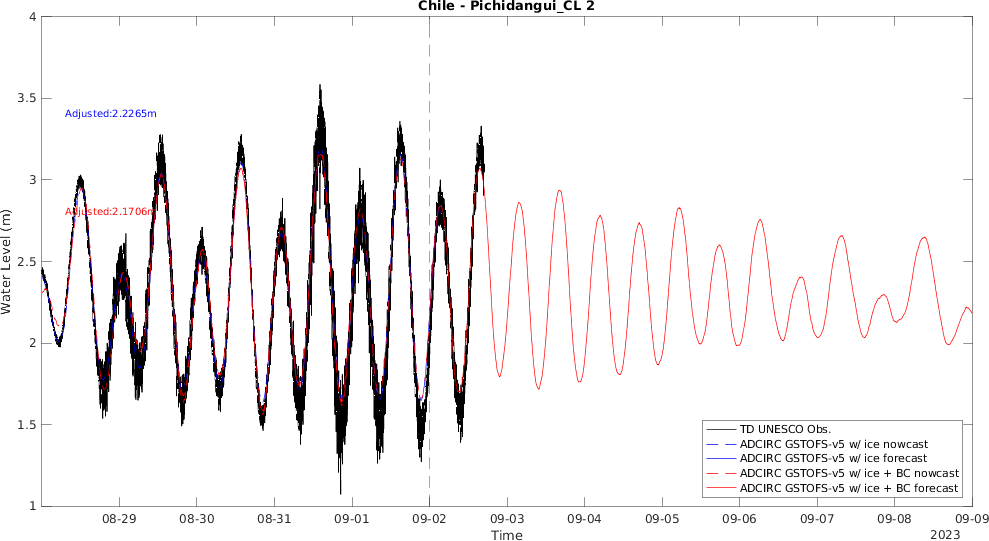 Chile - Pichidangui_CL 2
4
3.5
3
2.5
2
1.5
1
Water Level (m)
Adjusted:2.2265m
Adjusted:2.1706m
TD UNESCO Obs.
ADCIRC GSTOFS-v5 w/ ice nowcast
ADCIRC GSTOFS-v5 w/ ice forecast
ADCIRC GSTOFS-v5 w/ ice + BC nowcast
ADCIRC GSTOFS-v5 w/ ice + BC forecast
08-29 08-30 08-31 09-01 09-02 09-03 09-04 09-05 09-06 09-07 09-08 09-09
Time
2023